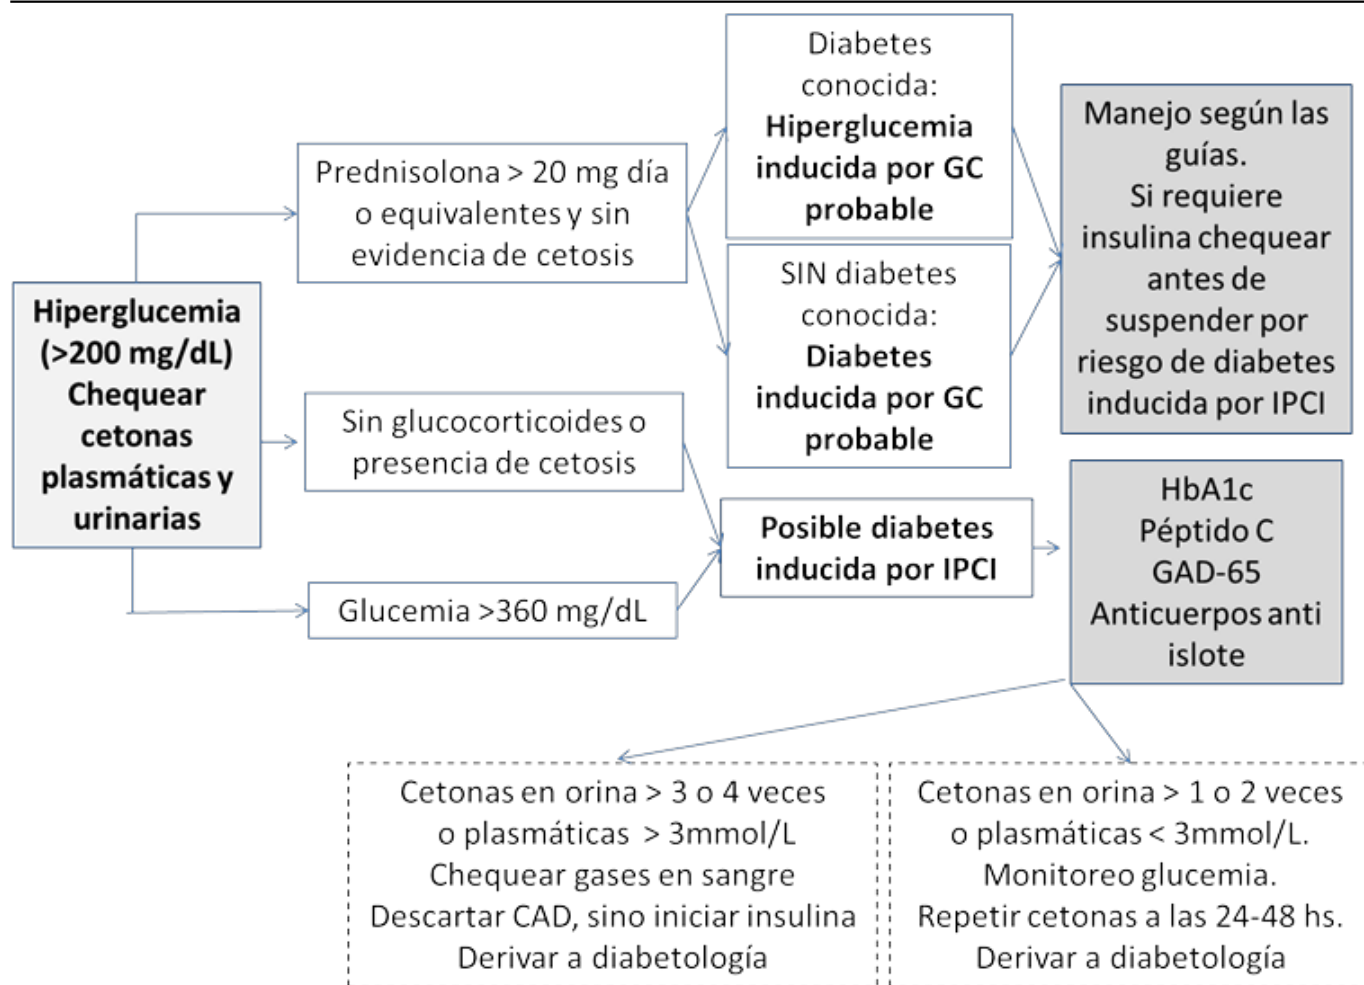 Hiperglucemia
(>200 mg/dL)
Chequear
cetonas
plasmáticas y
urinarias
Prednisolona > 20 mg día
o equivalentes y sin
evidencia de cetosis
Sin glucocorticoides o
presencia de cetosis
Glucemia >360 mg/dL
Diabetes
conocida:
Hiperglucemia
inducida por GC
probable
SIN diabetes
conocida:
Diabetes
inducida por GC
probable
Posible diabetes
inducida por IPCI
Manejo según las
guías.
Si requiere
insulina chequear
antes de
suspender por
riesgo de diabetes
inducida por IPCI
HbA1c
Péptido C
GAD-65
Anticuerpos anti
islote
Cetonas en orina > 3 o 4 veces
o plasmáticas > 3mmol/L
Chequear gases en sangre
Descartar CAD, sino iniciar insulina
Derivar a diabetología
Cetonas en orina > 1 o 2 veces
o plasmáticas < 3mmol/L.
Monitoreo glucemia.
Repetir cetonas a las 24-48 hs.
Derivar a diabetología